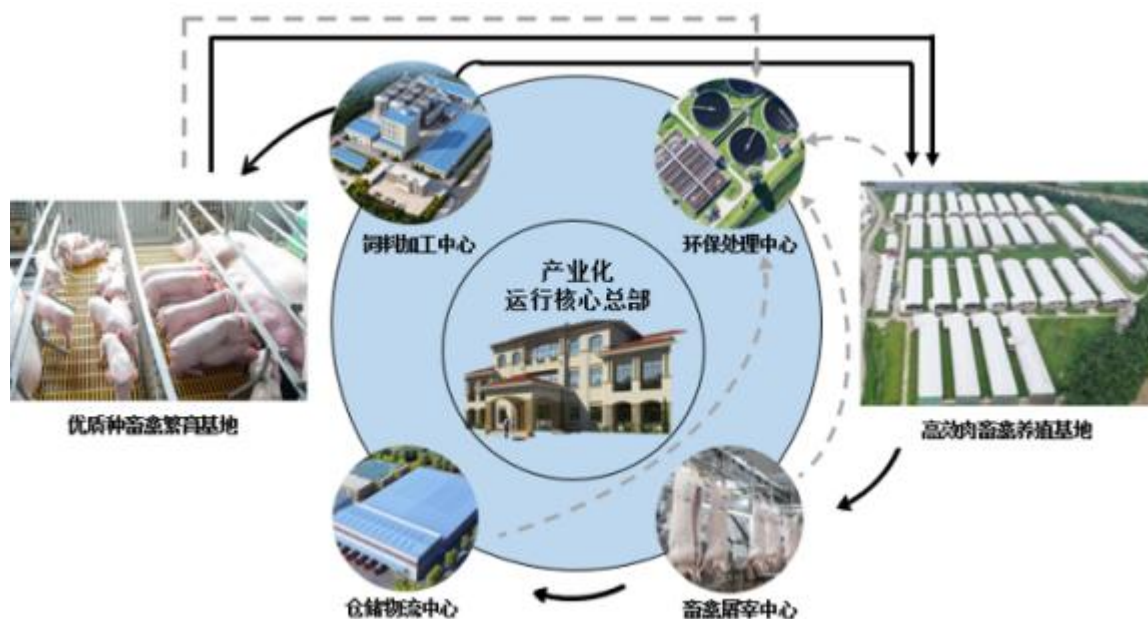 饲料加工中心
环保处理中心
产业化
运行核心总部
优质种畜禽繁育基地
高效肉畜禽养殖基地
仓储物流中心
畜禽屠宰中心